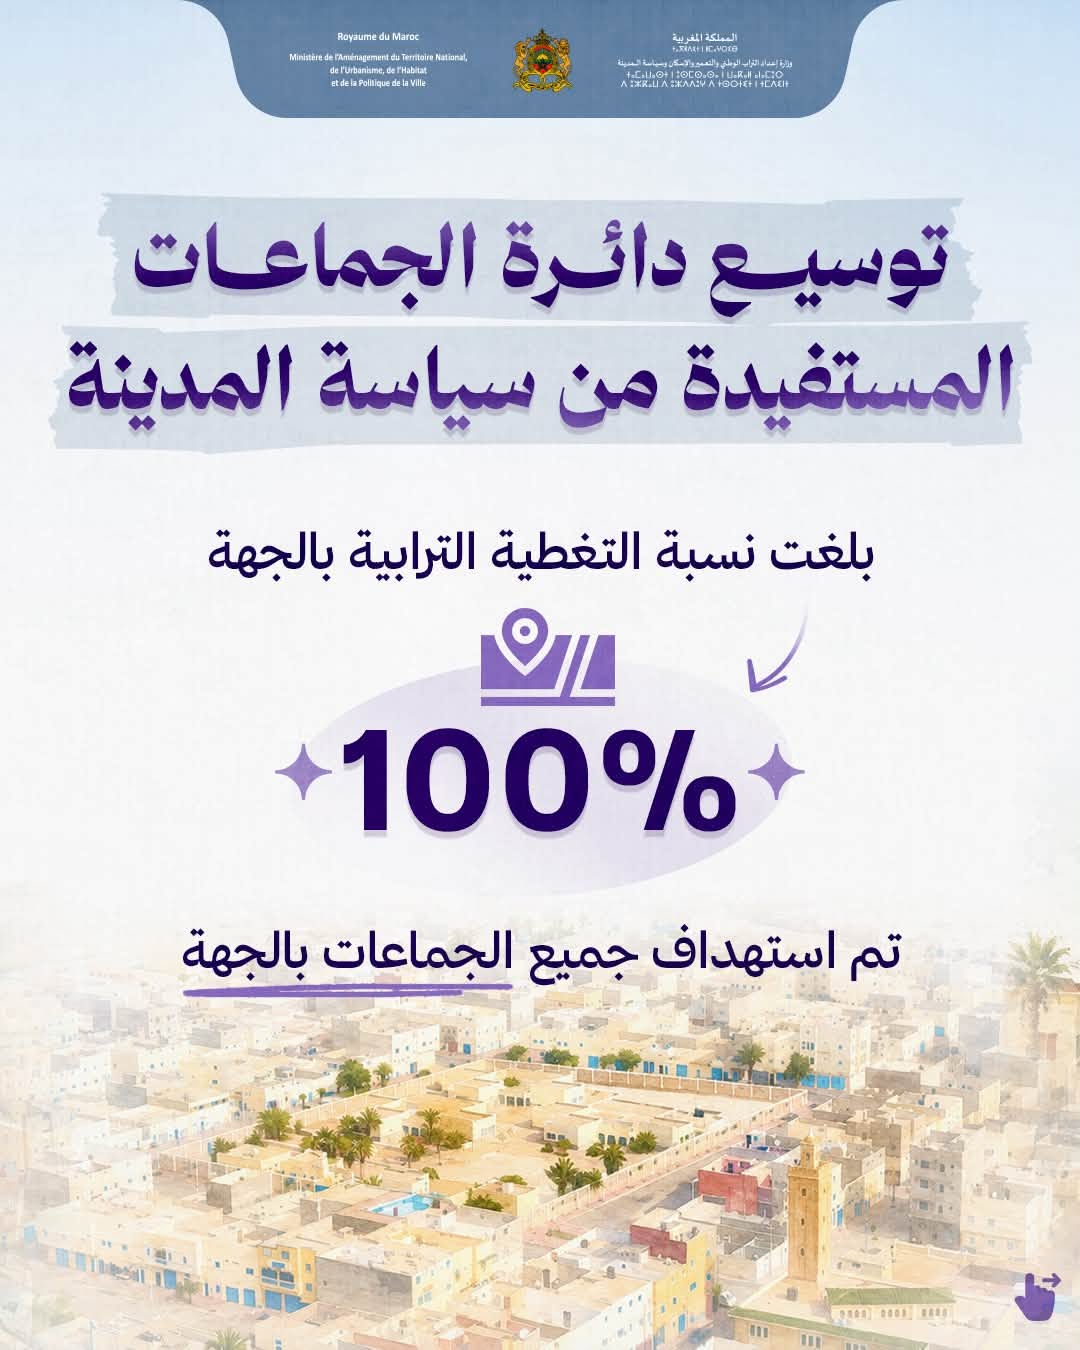 Royaume du Maroc
Ministère de l'Aménagement du Territoire National,
de l'Urbanisme, de l'Habitat
et de la Politique de la Ville
المملكة المغربية
ⵜⴰⴳⵍⴷⵉⵜ ⵏ ⵍⵎⵖⵔⵉⴱ
وزارة إعداد التراب الوطني والتعمير والإسكان وسياسة المدينة
توسيع دائرة الجماعات
المستفيدة من سياسة المدينة
بلغت نسبة التغطية الترابية بالجهة
100%
تم استهداف جميع الجماعات بالجهة